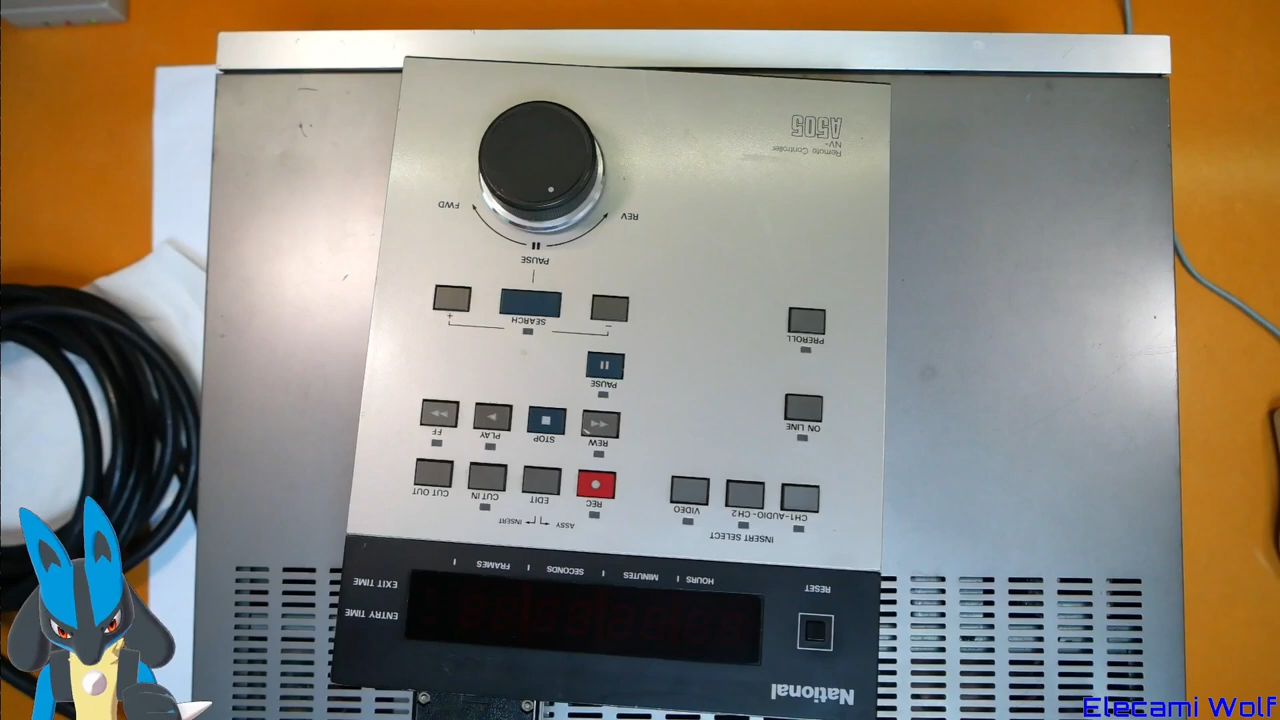 National
RESET
HOURS MINUTES SECONDS FRAMES
ENTRY TIME
EXIT TIME
INSERT SELECT
CH1-AUDIO-CH2 VIDEO
ASSY INSERT
REC EDIT CUT IN CUT OUT
ON LINE
REW STOP PLAY FF
PAUSE
PREROLL
- SEARCH +
PAUSE
REV FWD
Remote Controller
NV-
A505
Elecami Wolf